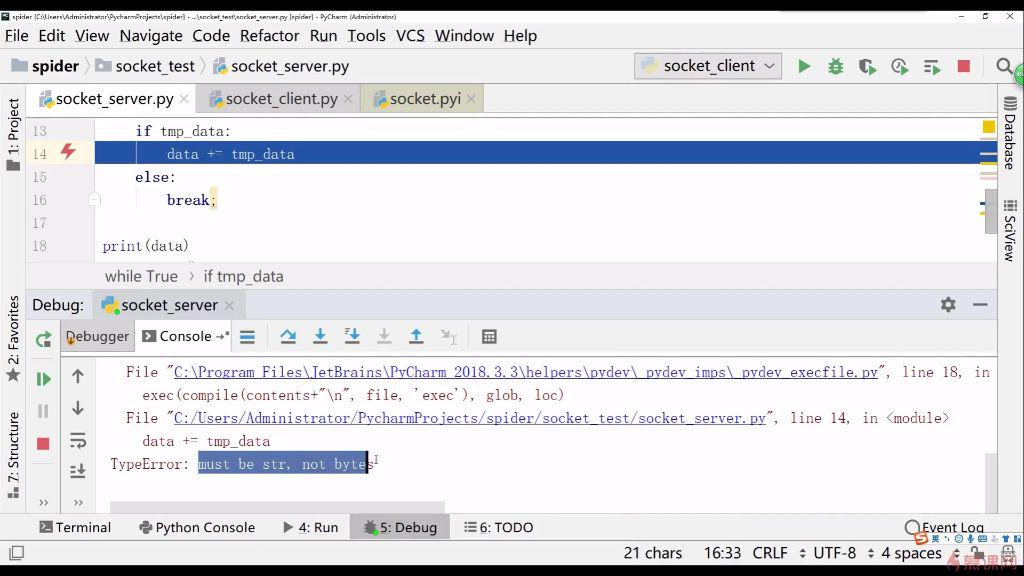 spider [C:\Users\Administrator\PycharmProjects\spider] - ...\socket_test\socket_server.py [spider] - PyCharm (Administrator)
File Edit View Navigate Code Refactor Run Tools VCS Window Help
spider socket_test socket_server.py socket_client
socket_server.py socket_client.py socket.pyi
1: Project
Database
SciView
2: Favorites
7: Structure
13 if tmp_data:
14 data += tmp_data
15 else:
16 break;
17
18 print(data)
while True › if tmp_data
Debug: socket_server
Debugger Console
File "C:\Program Files\JetBrains\PyCharm 2018.3.3\helpers\pydev\_pydev_imps\_pydev_execfile.py", line 18, in
exec(compile(contents+"\n", file, 'exec'), glob, loc)
File "C:/Users/Administrator/PycharmProjects/spider/socket_test/socket_server.py", line 14, in <module>
data += tmp_data
TypeError: must be str, not bytes
Terminal Python Console 4: Run 5: Debug 6: TODO Event Log
英
21 chars 16:33 CRLF UTF-8 4 spaces
慕课网